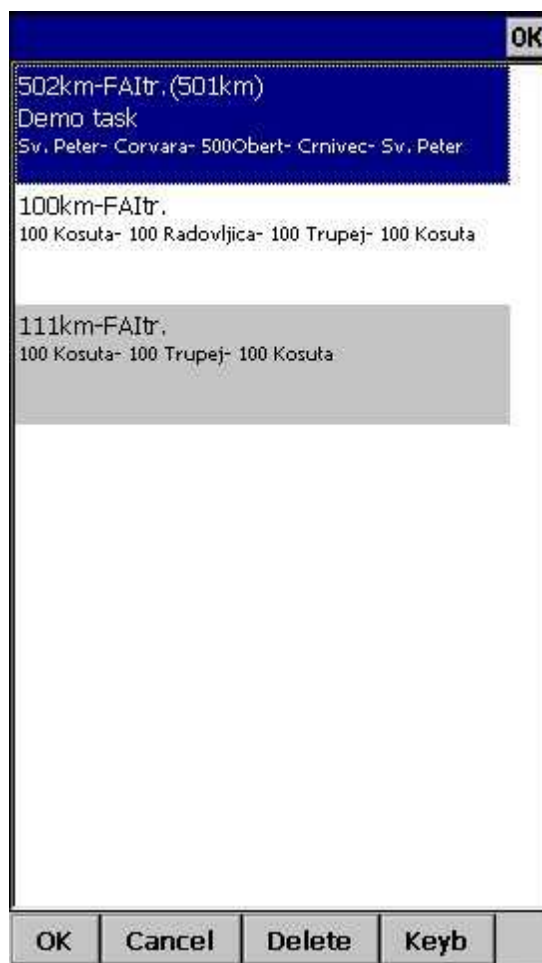 OK
502km-FAItr.(501km)
Demo task
Sv. Peter- Corvara- 500Obert- Crnivec- Sv. Peter
100km-FAItr.
100 Kosuta- 100 Radovljica- 100 Trupej- 100 Kosuta
111km-FAItr.
100 Kosuta- 100 Trupej- 100 Kosuta
OK Cancel Delete Keyb